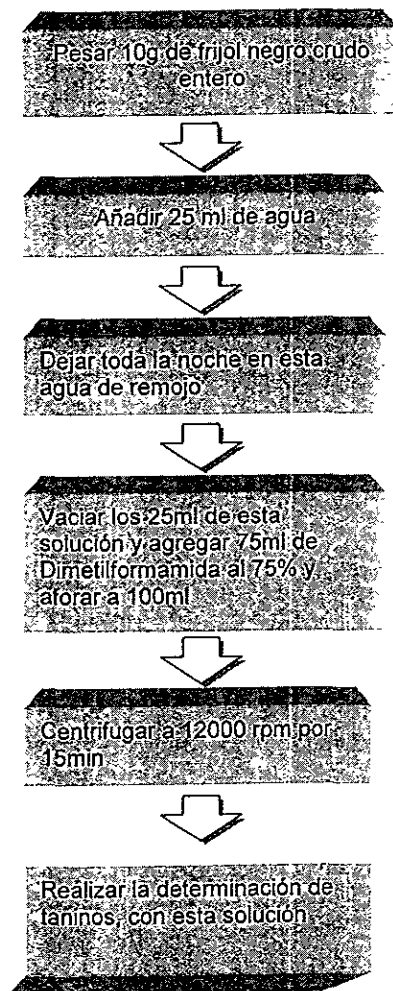 Pesar 10g de frijol negro crudo
entero
Añadir 25 ml de agua
Dejar toda la noche en esta
agua de remojo
Vaciar los 25ml de esta
solución y agregar 75ml de
Dimetilformamida al 75% y
aforar a 100ml
Centrifugar a 12000 rpm por
15min
Realizar la determinación de
taninos, con esta solución